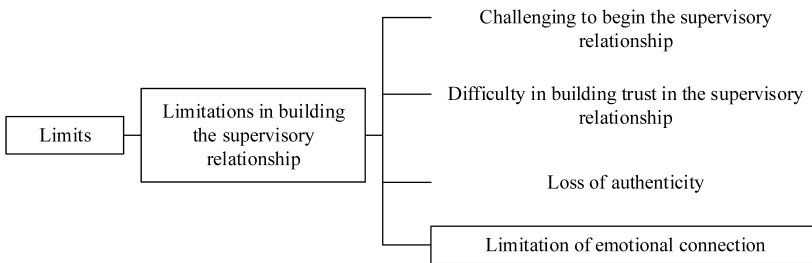 Limits
Limitations in building
the supervisory
relationship
Challenging to begin the supervisory
relationship
Difficulty in building trust in the supervisory
relationship
Loss of authenticity
Limitation of emotional connection